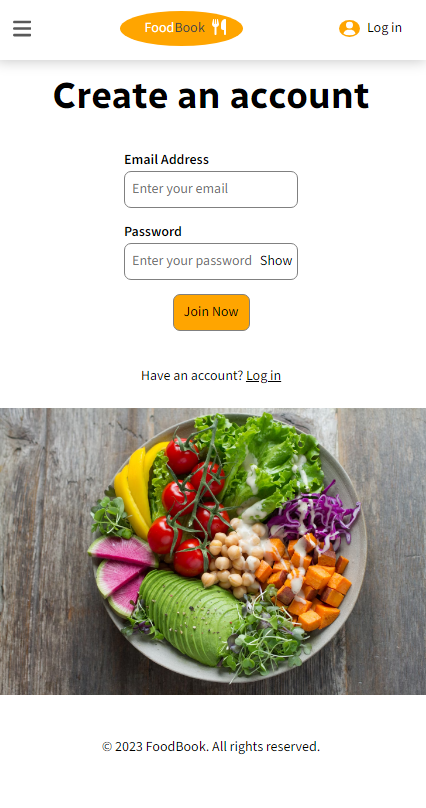 FoodBook
Log in
Create an account
Email Address
Enter your email
Password
Enter your password Show
Join Now
Have an account? Log in
© 2023 FoodBook. All rights reserved.